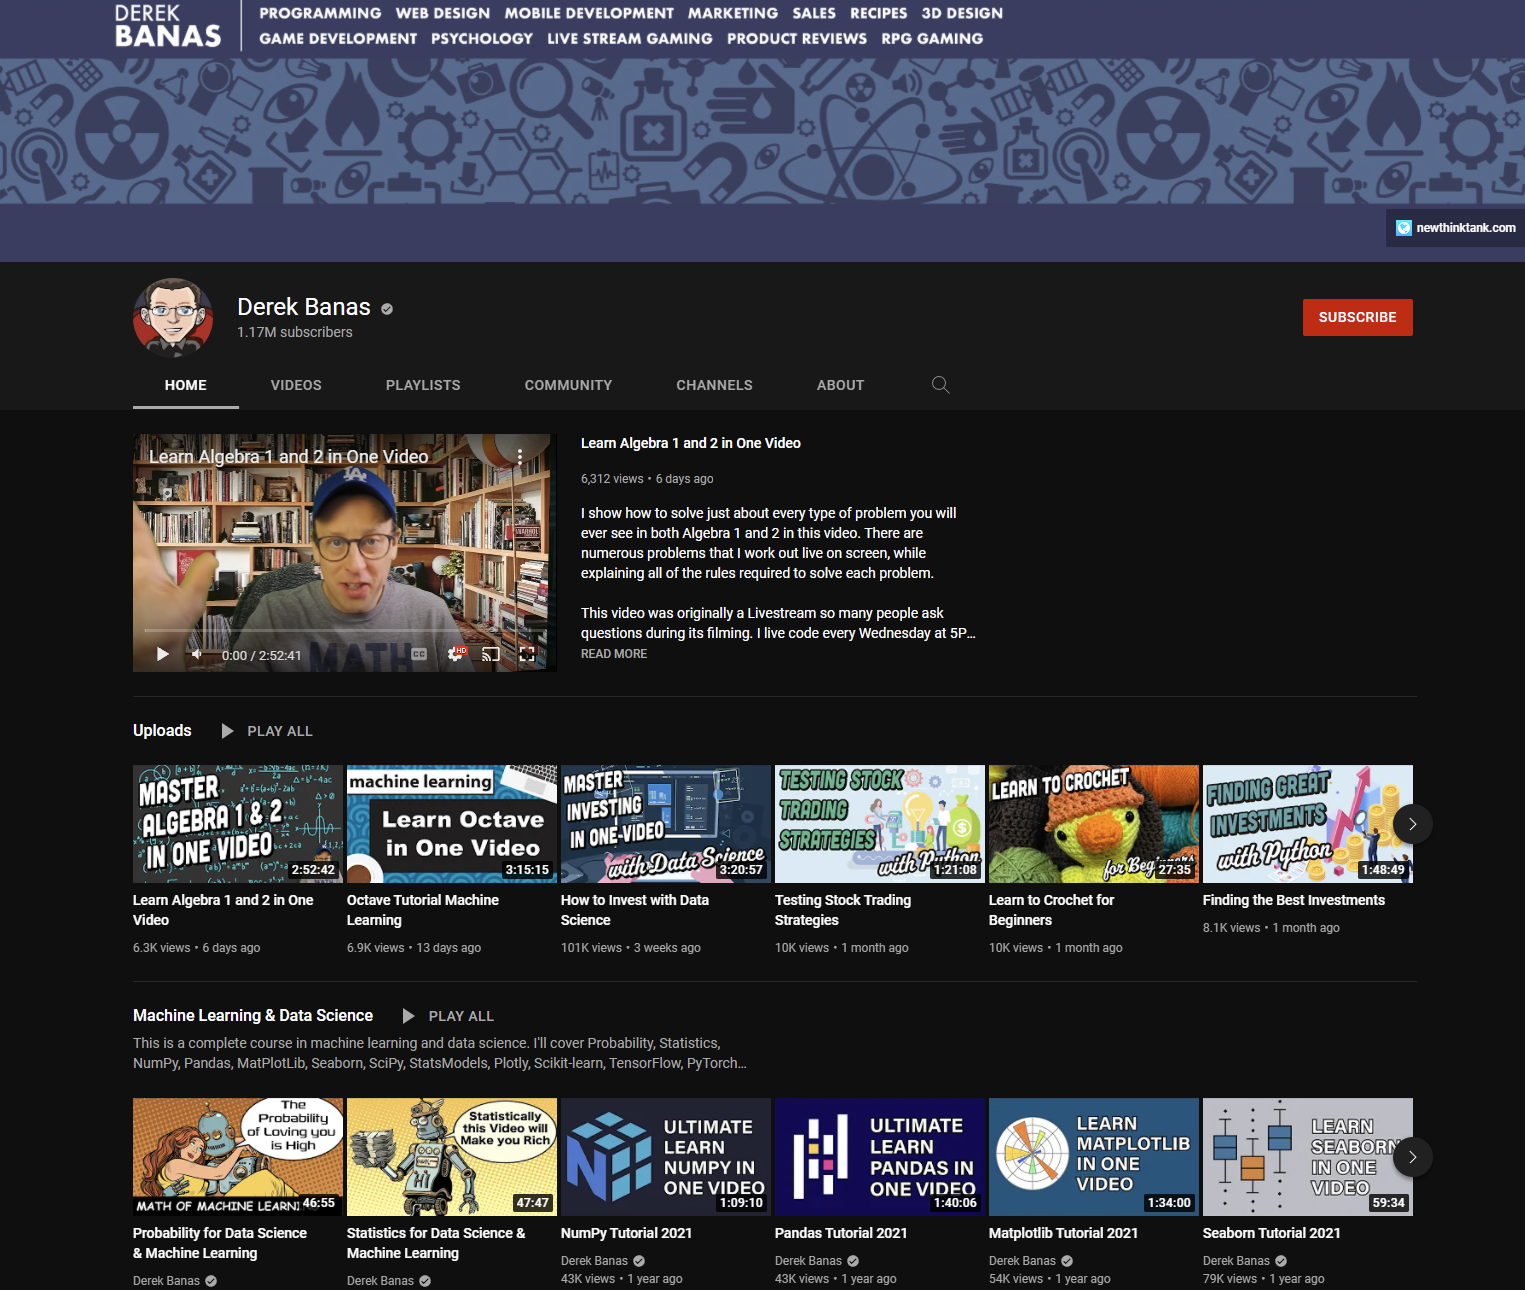 DEREK
BANAS
PROGRAMMING WEB DESIGN MOBILE DEVELOPMENT MARKETING SALES RECIPES 3D DESIGN
GAME DEVELOPMENT PSYCHOLOGY LIVE STREAM GAMING PRODUCT REVIEWS RPG GAMING
newthinktank.com
Derek Banas
1.17M subscribers
SUBSCRIBE
HOME VIDEOS PLAYLISTS COMMUNITY CHANNELS ABOUT
Learn Algebra 1 and 2 in One Video
LA
WARHOL
MATH
0:00 / 2:52:41
CC
HD
Learn Algebra 1 and 2 in One Video
6,312 views • 6 days ago
I show how to solve just about every type of problem you will
ever see in both Algebra 1 and 2 in this video. There are
numerous problems that I work out live on screen, while
explaining all of the rules required to solve each problem.
This video was originally a Livestream so many people ask
questions during its filming. I live code every Wednesday at 5P...
READ MORE
Uploads PLAY ALL
MASTER
ALGEBRA 1 & 2
IN ONE VIDEO
2:52:42
machine learning
Learn Octave
in One Video
3:15:15
MASTER
INVESTING
IN ONE-VIDEO
with Data Science
3:20:57
TESTING STOCK
TRADING
STRATEGIES
with Python
1:21:08
LEARN TO CROCHET
for Beginners
27:35
FINDING GREAT
INVESTMENTS
with Python
1:48:49
Learn Algebra 1 and 2 in One
Video
6.3K views • 6 days ago
Octave Tutorial Machine
Learning
6.9K views • 13 days ago
How to Invest with Data
Science
101K views • 3 weeks ago
Testing Stock Trading
Strategies
10K views • 1 month ago
Learn to Crochet for
Beginners
10K views • 1 month ago
Finding the Best Investments
8.1K views • 1 month ago
Machine Learning & Data Science PLAY ALL
This is a complete course in machine learning and data science. I'll cover Probability, Statistics,
NumPy, Pandas, MatPlotLib, Seaborn, SciPy, StatsModels, Plotly, Scikit-learn, TensorFlow, PyTorch...
The
Probability
of Loving you
is High
MATH OF MACHINE LEARNI
46:55
Statistically
this Video will
Make you Rich
47:47
ULTIMATE
LEARN
NUMPY IN
ONE VIDEO
1:09:10
ULTIMATE
LEARN
PANDAS IN
ONE VIDEO
1:40:06
LEARN
MATPLOTLIB
IN ONE
VIDEO
1:34:00
LEARN
SEABORN
IN ONE
VIDEO
59:34
Probability for Data Science
& Machine Learning
Derek Banas
Statistics for Data Science &
Machine Learning
Derek Banas
NumPy Tutorial 2021
Derek Banas
43K views • 1 year ago
Pandas Tutorial 2021
Derek Banas
43K views • 1 year ago
Matplotlib Tutorial 2021
Derek Banas
54K views • 1 year ago
Seaborn Tutorial 2021
Derek Banas
79K views • 1 year ago